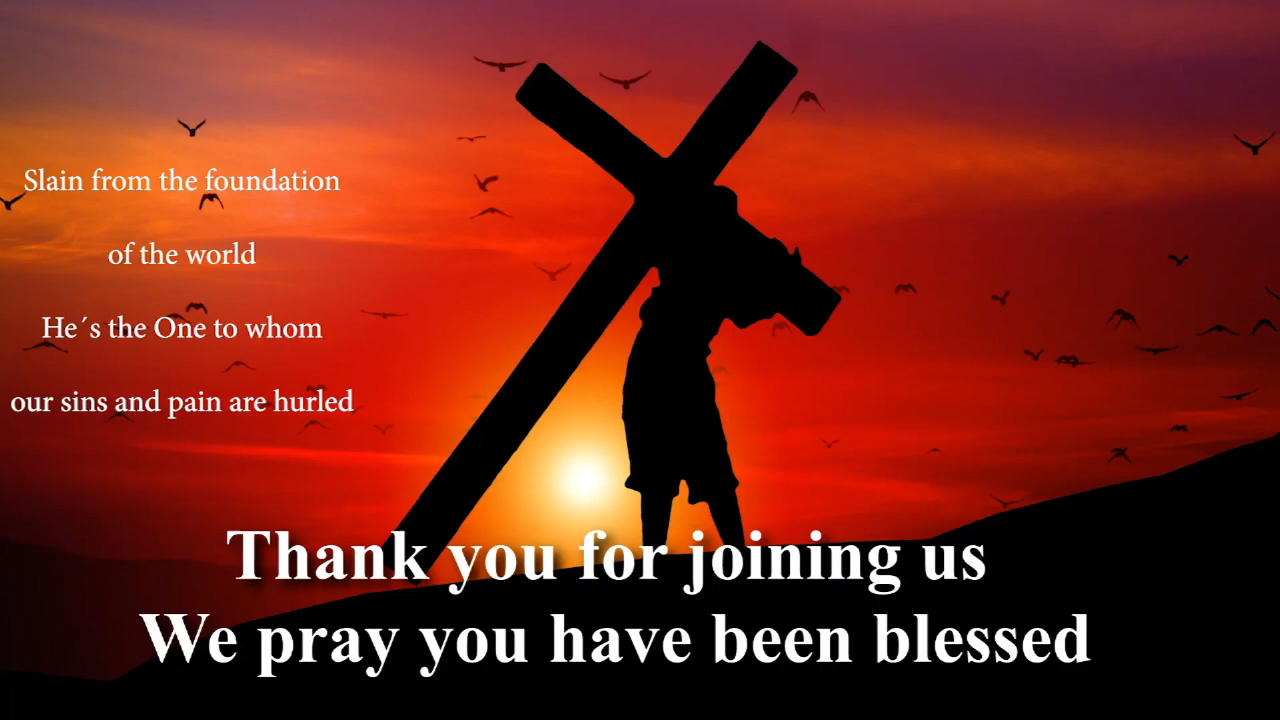 Slain from the foundation
of the world
He´s the One to whom
our sins and pain are hurled
Thank you for joining us
We pray you have been blessed